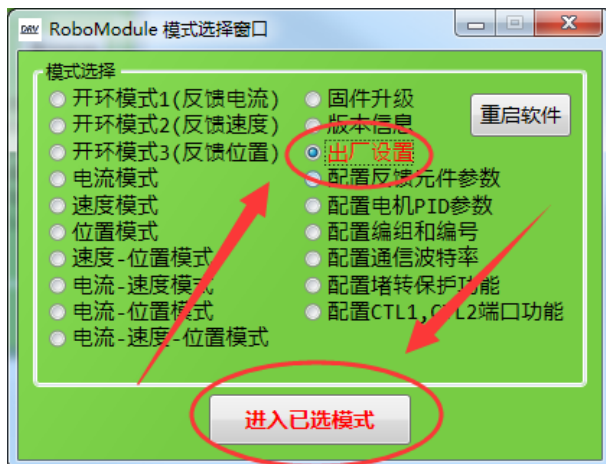 DRV RoboModule 模式选择窗口
模式选择
开环模式1(反馈电流)
开环模式2(反馈速度)
开环模式3(反馈位置)
电流模式
速度模式
位置模式
速度-位置模式
电流-速度模式
电流-位置模式
电流-速度-位置模式
固件升级
版本信息
出厂设置
配置反馈元件参数
配置电机PID参数
配置编组和编号
配置通信波特率
配置堵转保护功能
配置CTL1,CTL2端口功能
重启软件
进入已选模式